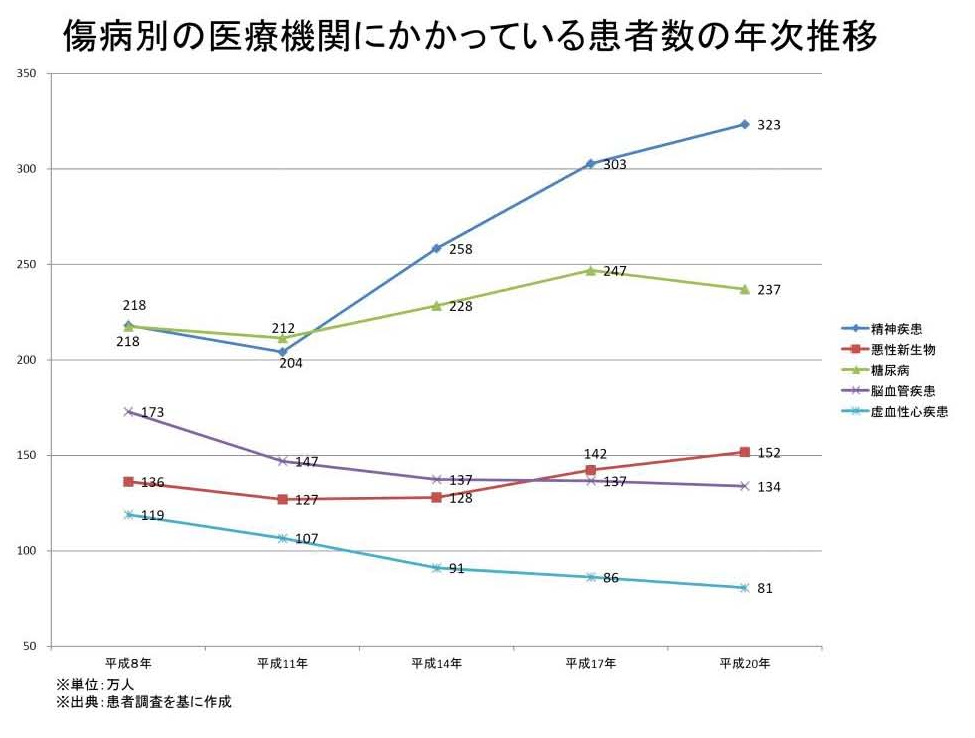 傷病別の医療機関にかかっている患者数の年次推移
350
300
250
200
150
100
50
218
218
212
204
258
228
303
247
323
237
173
147
137
137
134
136
127
128
142
152
119
107
91
86
81
精神疾患
悪性新生物
糖尿病
脳血管疾患
虚血性心疾患
平成8年
平成11年
平成14年
平成17年
平成20年
※単位：万人
※出典：患者調査を基に作成